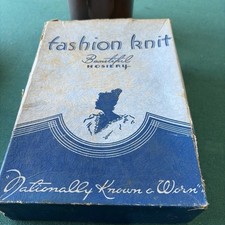 fashion knit
Beautiful
HOSIERY
"Nationally Known & Worn"